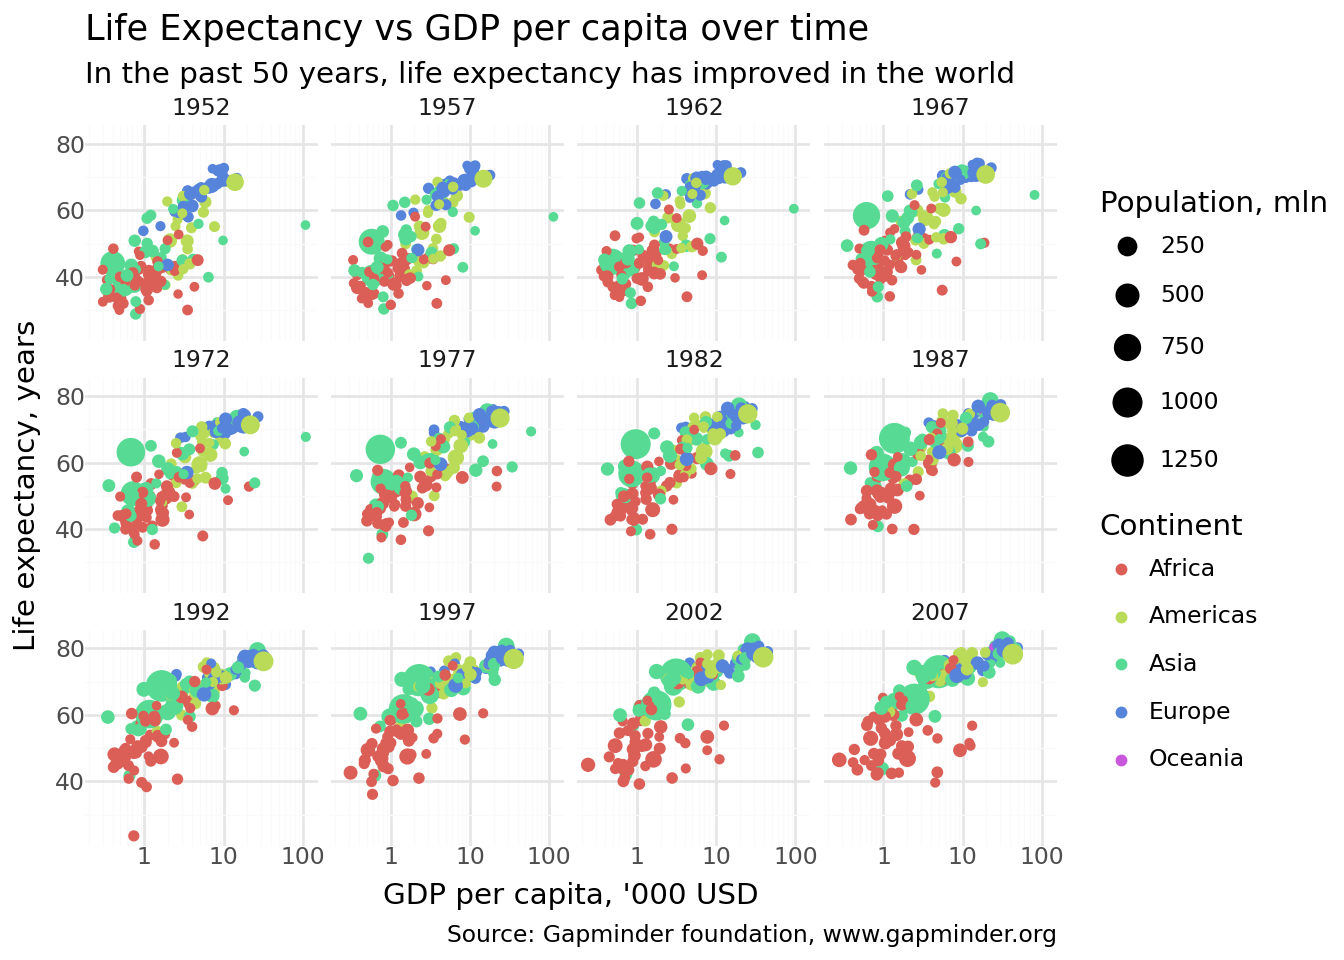 Life Expectancy vs GDP per capita over time
In the past 50 years, life expectancy has improved in the world
1952 1957 1962 1967
80
60
40
1972 1977 1982 1987
80
60
40
1992 1997 2002 2007
80
60
40
1 10 100 1 10 100 1 10 100 1 10 100
Life expectancy, years
GDP per capita, '000 USD
Source: Gapminder foundation, www.gapminder.org
Population, mln
250
500
750
1000
1250
Continent
Africa
Americas
Asia
Europe
Oceania